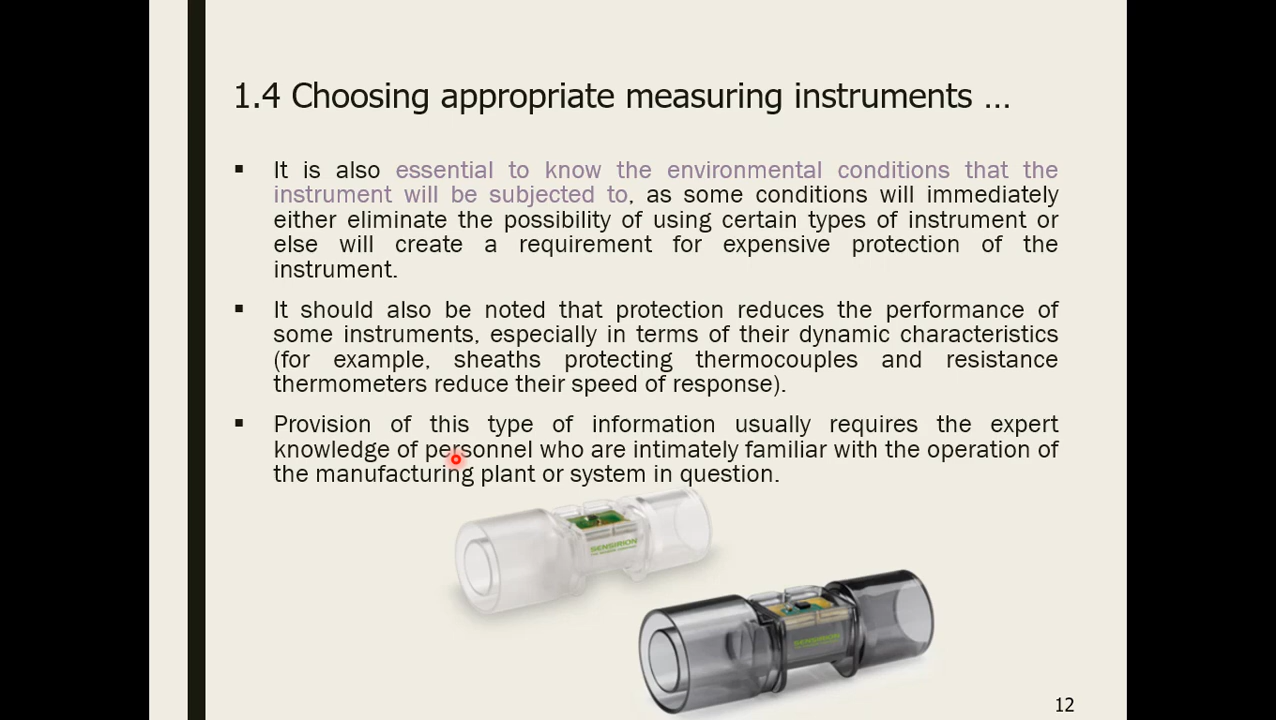 1.4 Choosing appropriate measuring instruments ...
▪ It is also essential to know the environmental conditions that the
instrument will be subjected to, as some conditions will immediately
either eliminate the possibility of using certain types of instrument or
else will create a requirement for expensive protection of the
instrument.
▪ It should also be noted that protection reduces the performance of
some instruments, especially in terms of their dynamic characteristics
(for example, sheaths protecting thermocouples and resistance
thermometers reduce their speed of response).
▪ Provision of this type of information usually requires the expert
knowledge of personnel who are intimately familiar with the operation of
the manufacturing plant or system in question.
SENSIRION
SENSIRION
12